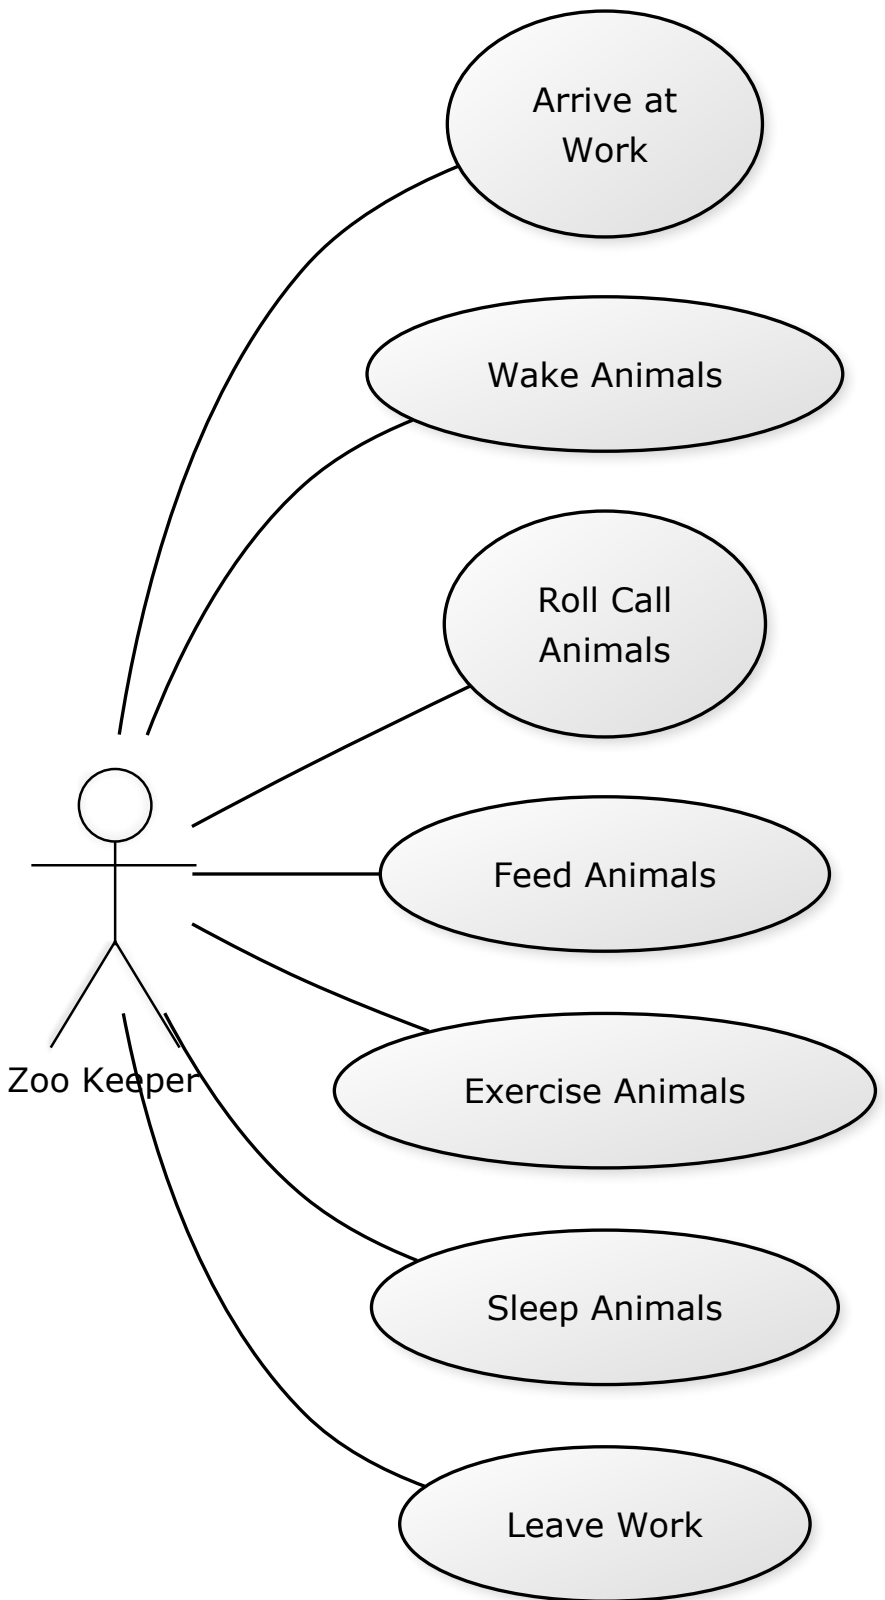 Arrive at
Work
Wake Animals
Roll Call
Animals
Feed Animals
Zoo Keeper
Exercise Animals
Sleep Animals
Leave Work